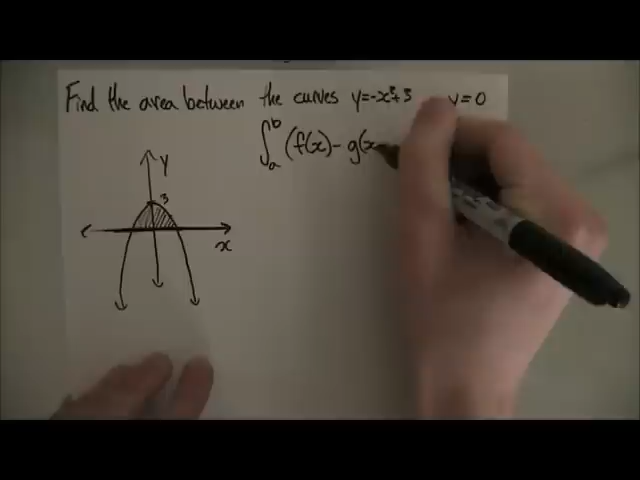 Find the area between the curves y=-x²+3 y=0
∫ₐᵇ (f(x)- g(x
y
3
x